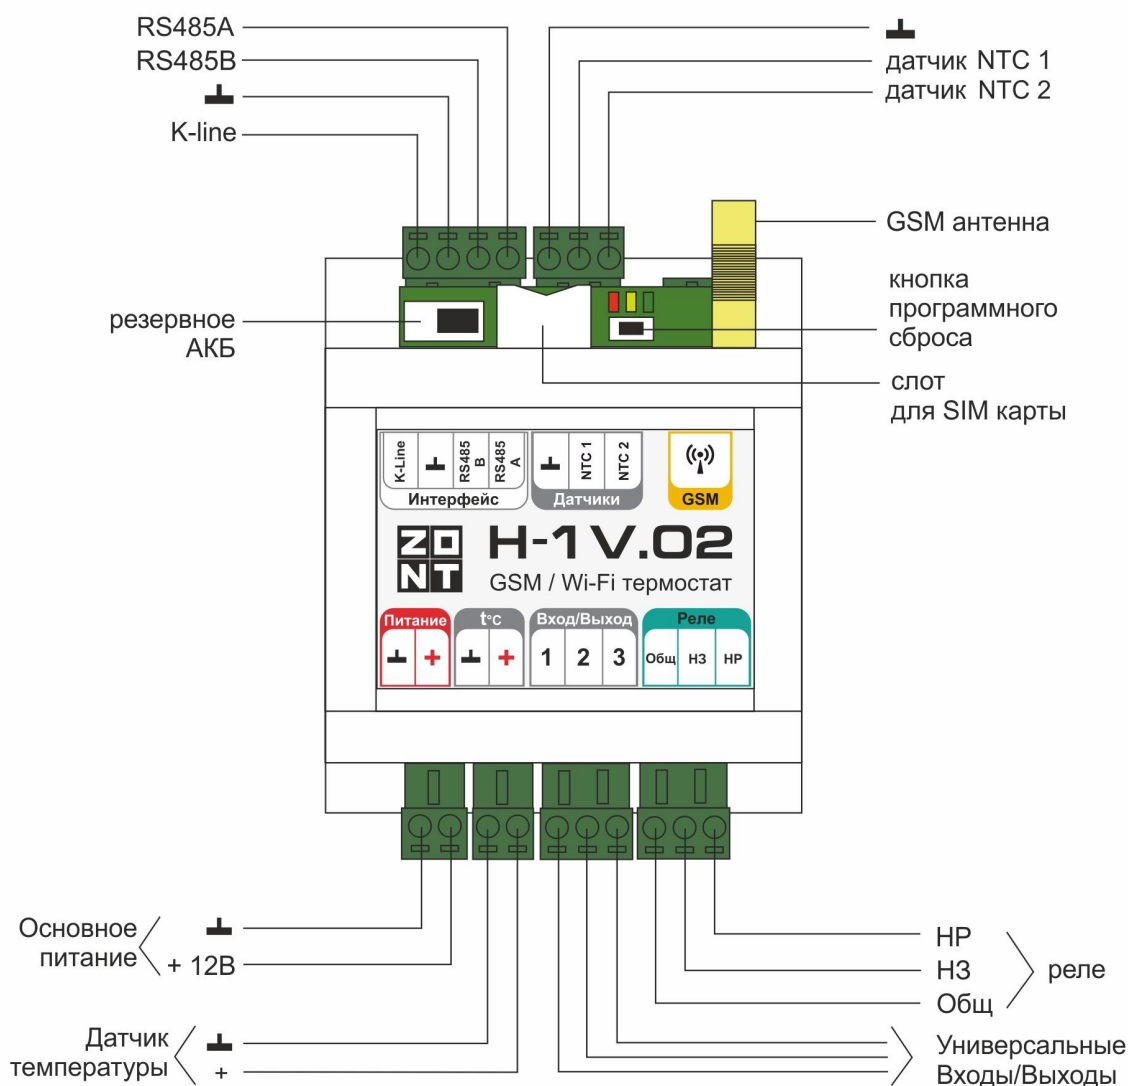 RS485A
RS485B
K-line
датчик NTC 1
датчик NTC 2
GSM антенна
кнопка
программного
сброса
резервное
АКБ
слот
для SIM карты
K-Line
RS485 B
RS485 A
NTC 1
NTC 2
Интерфейс
Датчики
GSM
ZONT
H-1V.02
GSM / Wi-Fi термостат
Питание
t°C
Вход/Выход
Реле
+
+
1
2
3
Общ
НЗ
НР
Основное
питание
+ 12В
Датчик
температуры
+
НР
НЗ
Общ
реле
Универсальные
Входы/Выходы